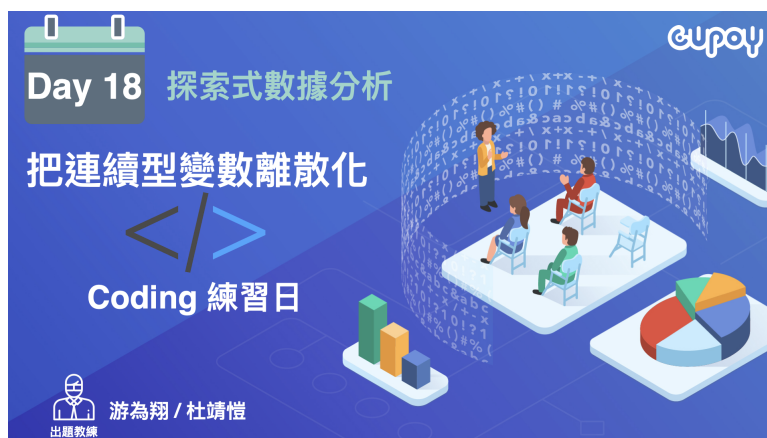 cupoy
Day 18
探索式數據分析
把連續型變數離散化
</>
Coding 練習日
游為翔 / 杜靖愷
出題教練